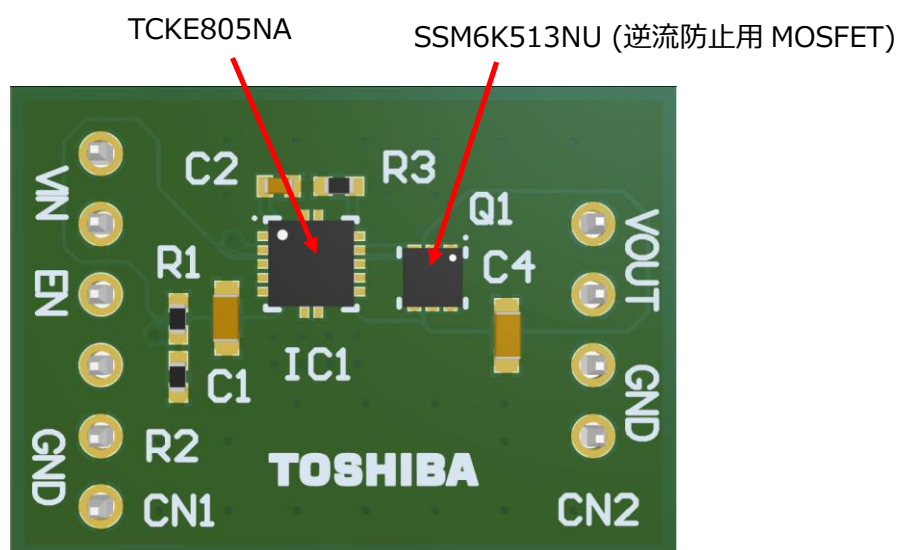 TCKE805NA
SSM6K513NU (逆流防止用 MOSFET)
C2
R3
VIN
Q1
VOUT
R1
C4
EN
IC1
C1
GND
R2
GND
TOSHIBA
CN1
CN2